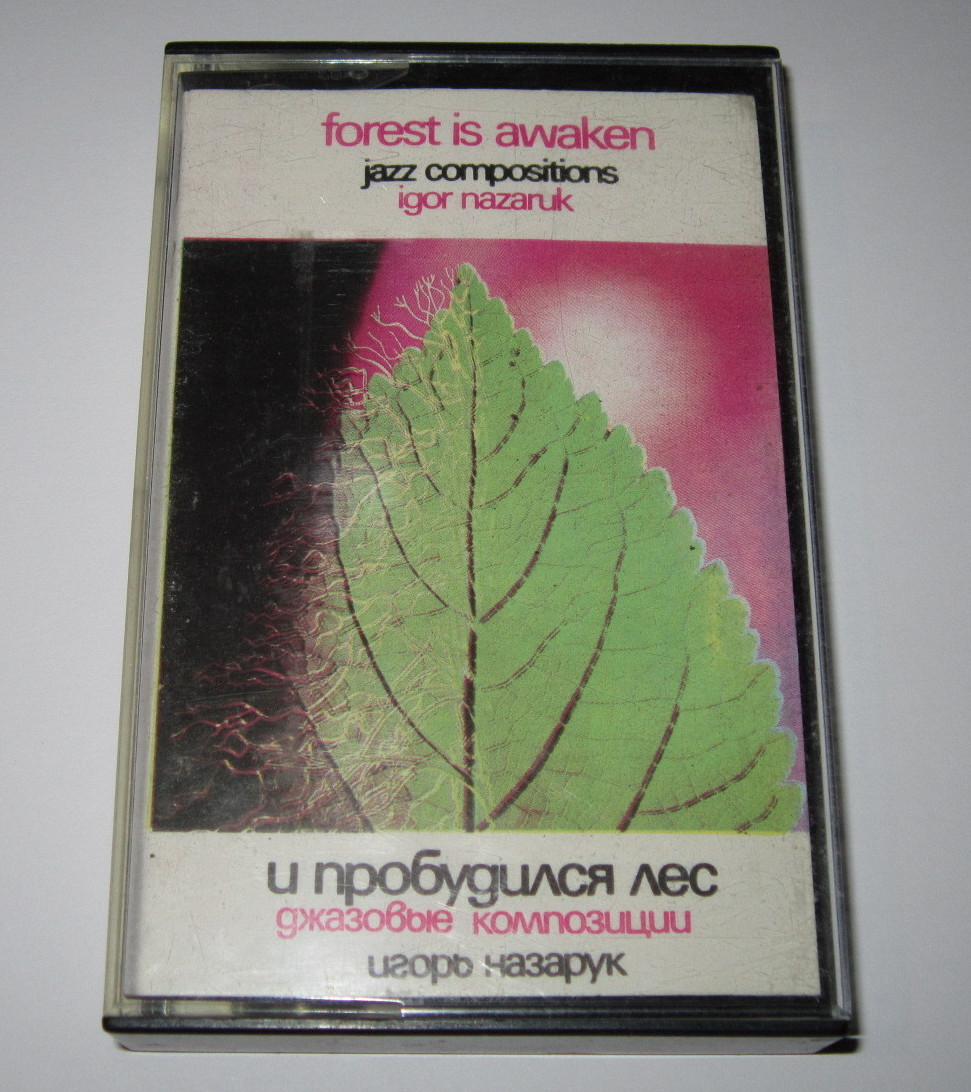 forest is awaken
jazz compositions
igor nazaruk
и пробудился лес
джазовые композиции
игорь назарук